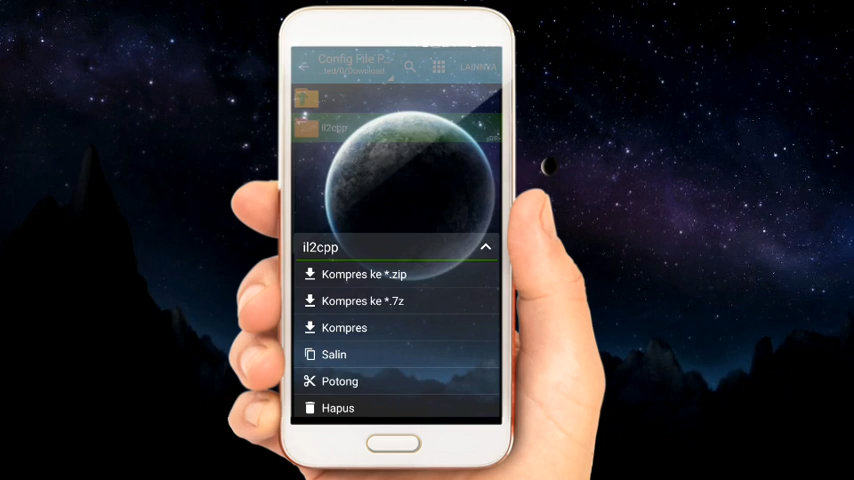 Config File P...
LAINNYA
il2cpp
il2cpp
Kompres ke *.zip
Kompres ke *.7z
Kompres
Salin
Potong
Hapus